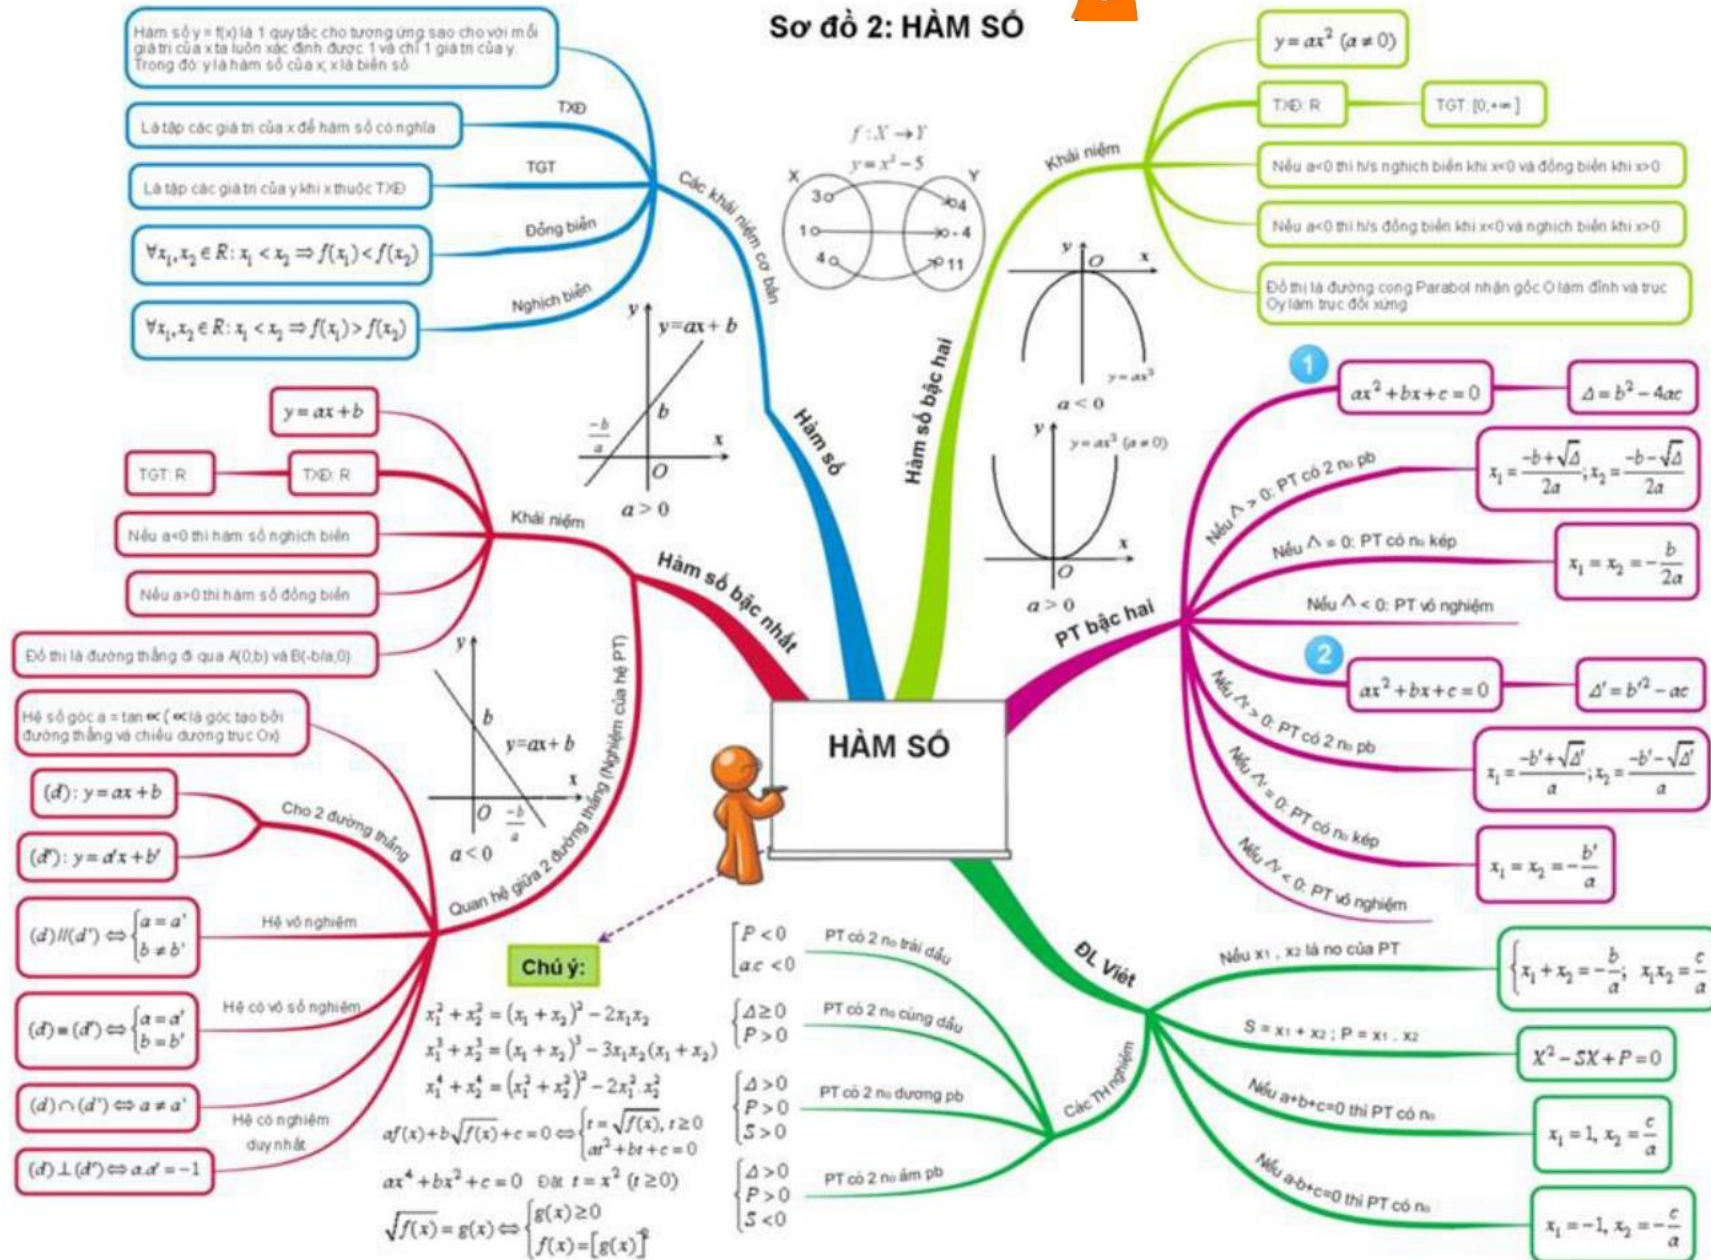 Sơ đồ 2: HÀM SỐ
Hàm số y = f(x) là 1 quy tắc cho tương ứng sao cho với mỗi
giá trị của x ta luôn xác định được 1 và chỉ 1 giá trị của y.
Trong đó: y là hàm số của x; x là biến số
TXĐ
Là tập các giá trị của x để hàm số có nghĩa
TGT
Là tập các giá trị của y khi x thuộc TXĐ
Đồng biến
∀x₁,x₂ ∈ R: x₁ < x₂ ⇒ f(x₁) < f(x₂)
Nghịch biến
∀x₁,x₂ ∈ R: x₁ < x₂ ⇒ f(x₁) > f(x₂)
Các khái niệm cơ bản
Hàm số
f : X → Y
y = x² − 5
X
Y
3
4
1
-4
4
11
y
y=ax+b
b
−b/a
x
O
a > 0
y=ax+b
TGT: R
TXĐ: R
Nếu a<0 thì hàm số nghịch biến
Nếu a>0 thì hàm số đồng biến
Đồ thị là đường thẳng đi qua A(0;b) và B(-b/a;0)
Khái niệm
Hàm số bậc nhất
y
b
y=ax+b
x
O
−b/a
a < 0
Quan hệ giữa 2 đường thẳng (Nghiệm của hệ PT)
Hệ số góc a = tan ∝ ( ∝ là góc tạo bởi
đường thẳng và chiều dương trục Ox)
Cho 2 đường thẳng
(d): y=ax+b
(d'): y=a'x+b'
Hệ vô nghiệm
(d)//(d') ⇔ {a = a'
b ≠ b'
Hệ có vô số nghiệm
(d)≡(d') ⇔ {a = a'
b = b'
(d)∩(d') ⇔ a ≠ a'
Hệ có nghiệm
duy nhất
(d)⊥(d') ⇔ a.a' = −1
Hàm số bậc hai
Khái niệm
y = ax² (a ≠ 0)
TXĐ: R
TGT: [0,+∞]
Nếu a<0 thì h/s nghịch biến khi x<0 và đồng biến khi x>0
Nếu a<0 thì h/s đồng biến khi x<0 và nghịch biến khi x>0
Đồ thị là đường cong Parabol nhận gốc O làm đỉnh và trục
Oy làm trục đối xứng
y
O
x
y=ax²
a < 0
y
y=ax² (a ≠ 0)
x
O
a > 0
PT bậc hai
1
ax²+bx+c=0
Δ=b²−4ac
Nếu Δ > 0: PT có 2 no pb
x₁ = (−b+√Δ)/2a; x₂ = (−b−√Δ)/2a
Nếu Δ = 0: PT có no kép
x₁ = x₂ = −b/2a
Nếu Δ < 0: PT vô nghiệm
2
ax²+bx+c=0
Δ'=b'²−ac
Nếu Δ' > 0: PT có 2 no pb
x₁ = (−b'+√Δ')/a; x₂ = (−b'−√Δ')/a
Nếu Δ' = 0: PT có no kép
x₁ = x₂ = −b'/a
Nếu Δ' < 0: PT vô nghiệm
HÀM SỐ
ĐL Viét
Nếu x1 , x2 là no của PT
{x₁+x₂ = −b/a; x₁x₂ = c/a
S = x1 + x2 ; P = x1 . x2
X²−SX+P=0
Nếu a+b+c=0 thì PT có no
x₁ = 1, x₂ = c/a
Nếu a-b+c=0 thì PT có no
x₁ = −1, x₂ = −c/a
Các TH nghiệm
PT có 2 no trái dấu
[P < 0
a.c < 0
PT có 2 no cùng dấu
{Δ ≥ 0
P > 0
PT có 2 no dương pb
{Δ > 0
P > 0
S > 0
PT có 2 no âm pb
{Δ > 0
P > 0
S < 0
Chú ý:
x₁²+x₂² = (x₁+x₂)²−2x₁x₂
x₁³+x₂³ = (x₁+x₂)³−3x₁x₂(x₁+x₂)
x₁⁴+x₂⁴ = (x₁²+x₂²)²−2x₁².x₂²
af(x)+b√f(x)+c=0 ⇔ {t=√f(x), t≥0
at²+bt+c=0
ax⁴+bx²+c=0 Đặt t=x² (t≥0)
√f(x) = g(x) ⇔ {g(x)≥0
f(x)=[g(x)]²